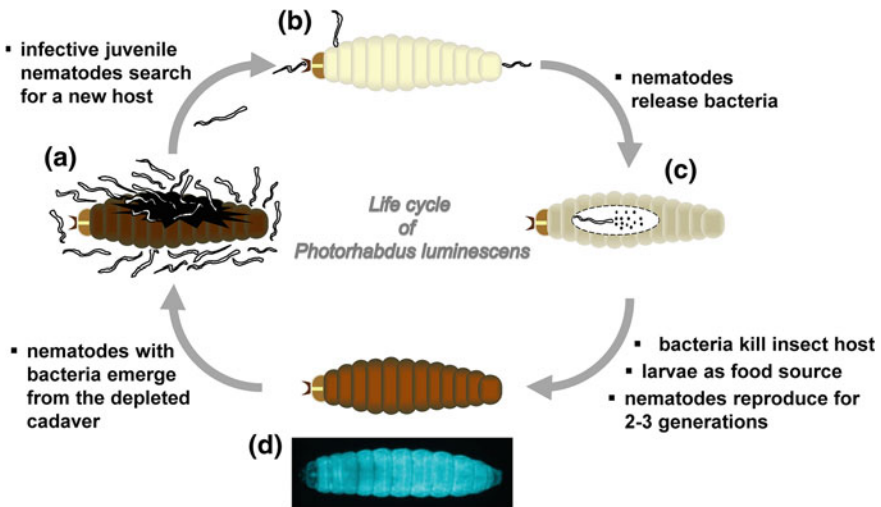 (b)
▪ infective juvenile
nematodes search
for a new host
▪ nematodes
release bacteria
(a)
(c)
Life cycle
of
Photorhabdus luminescens
▪ nematodes with
bacteria emerge
from the depleted
cadaver
▪ bacteria kill insect host
▪ larvae as food source
▪ nematodes reproduce for
2-3 generations
(d)